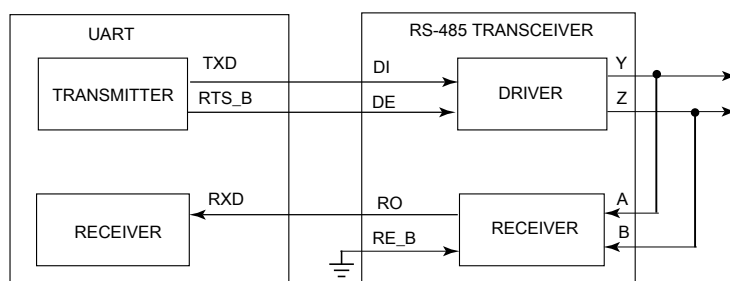 UART
RS-485 TRANSCEIVER
TRANSMITTER
TXD
RTS_B
DI
DE
DRIVER
Y
Z
RECEIVER
RXD
RO
RE_B
RECEIVER
A
B